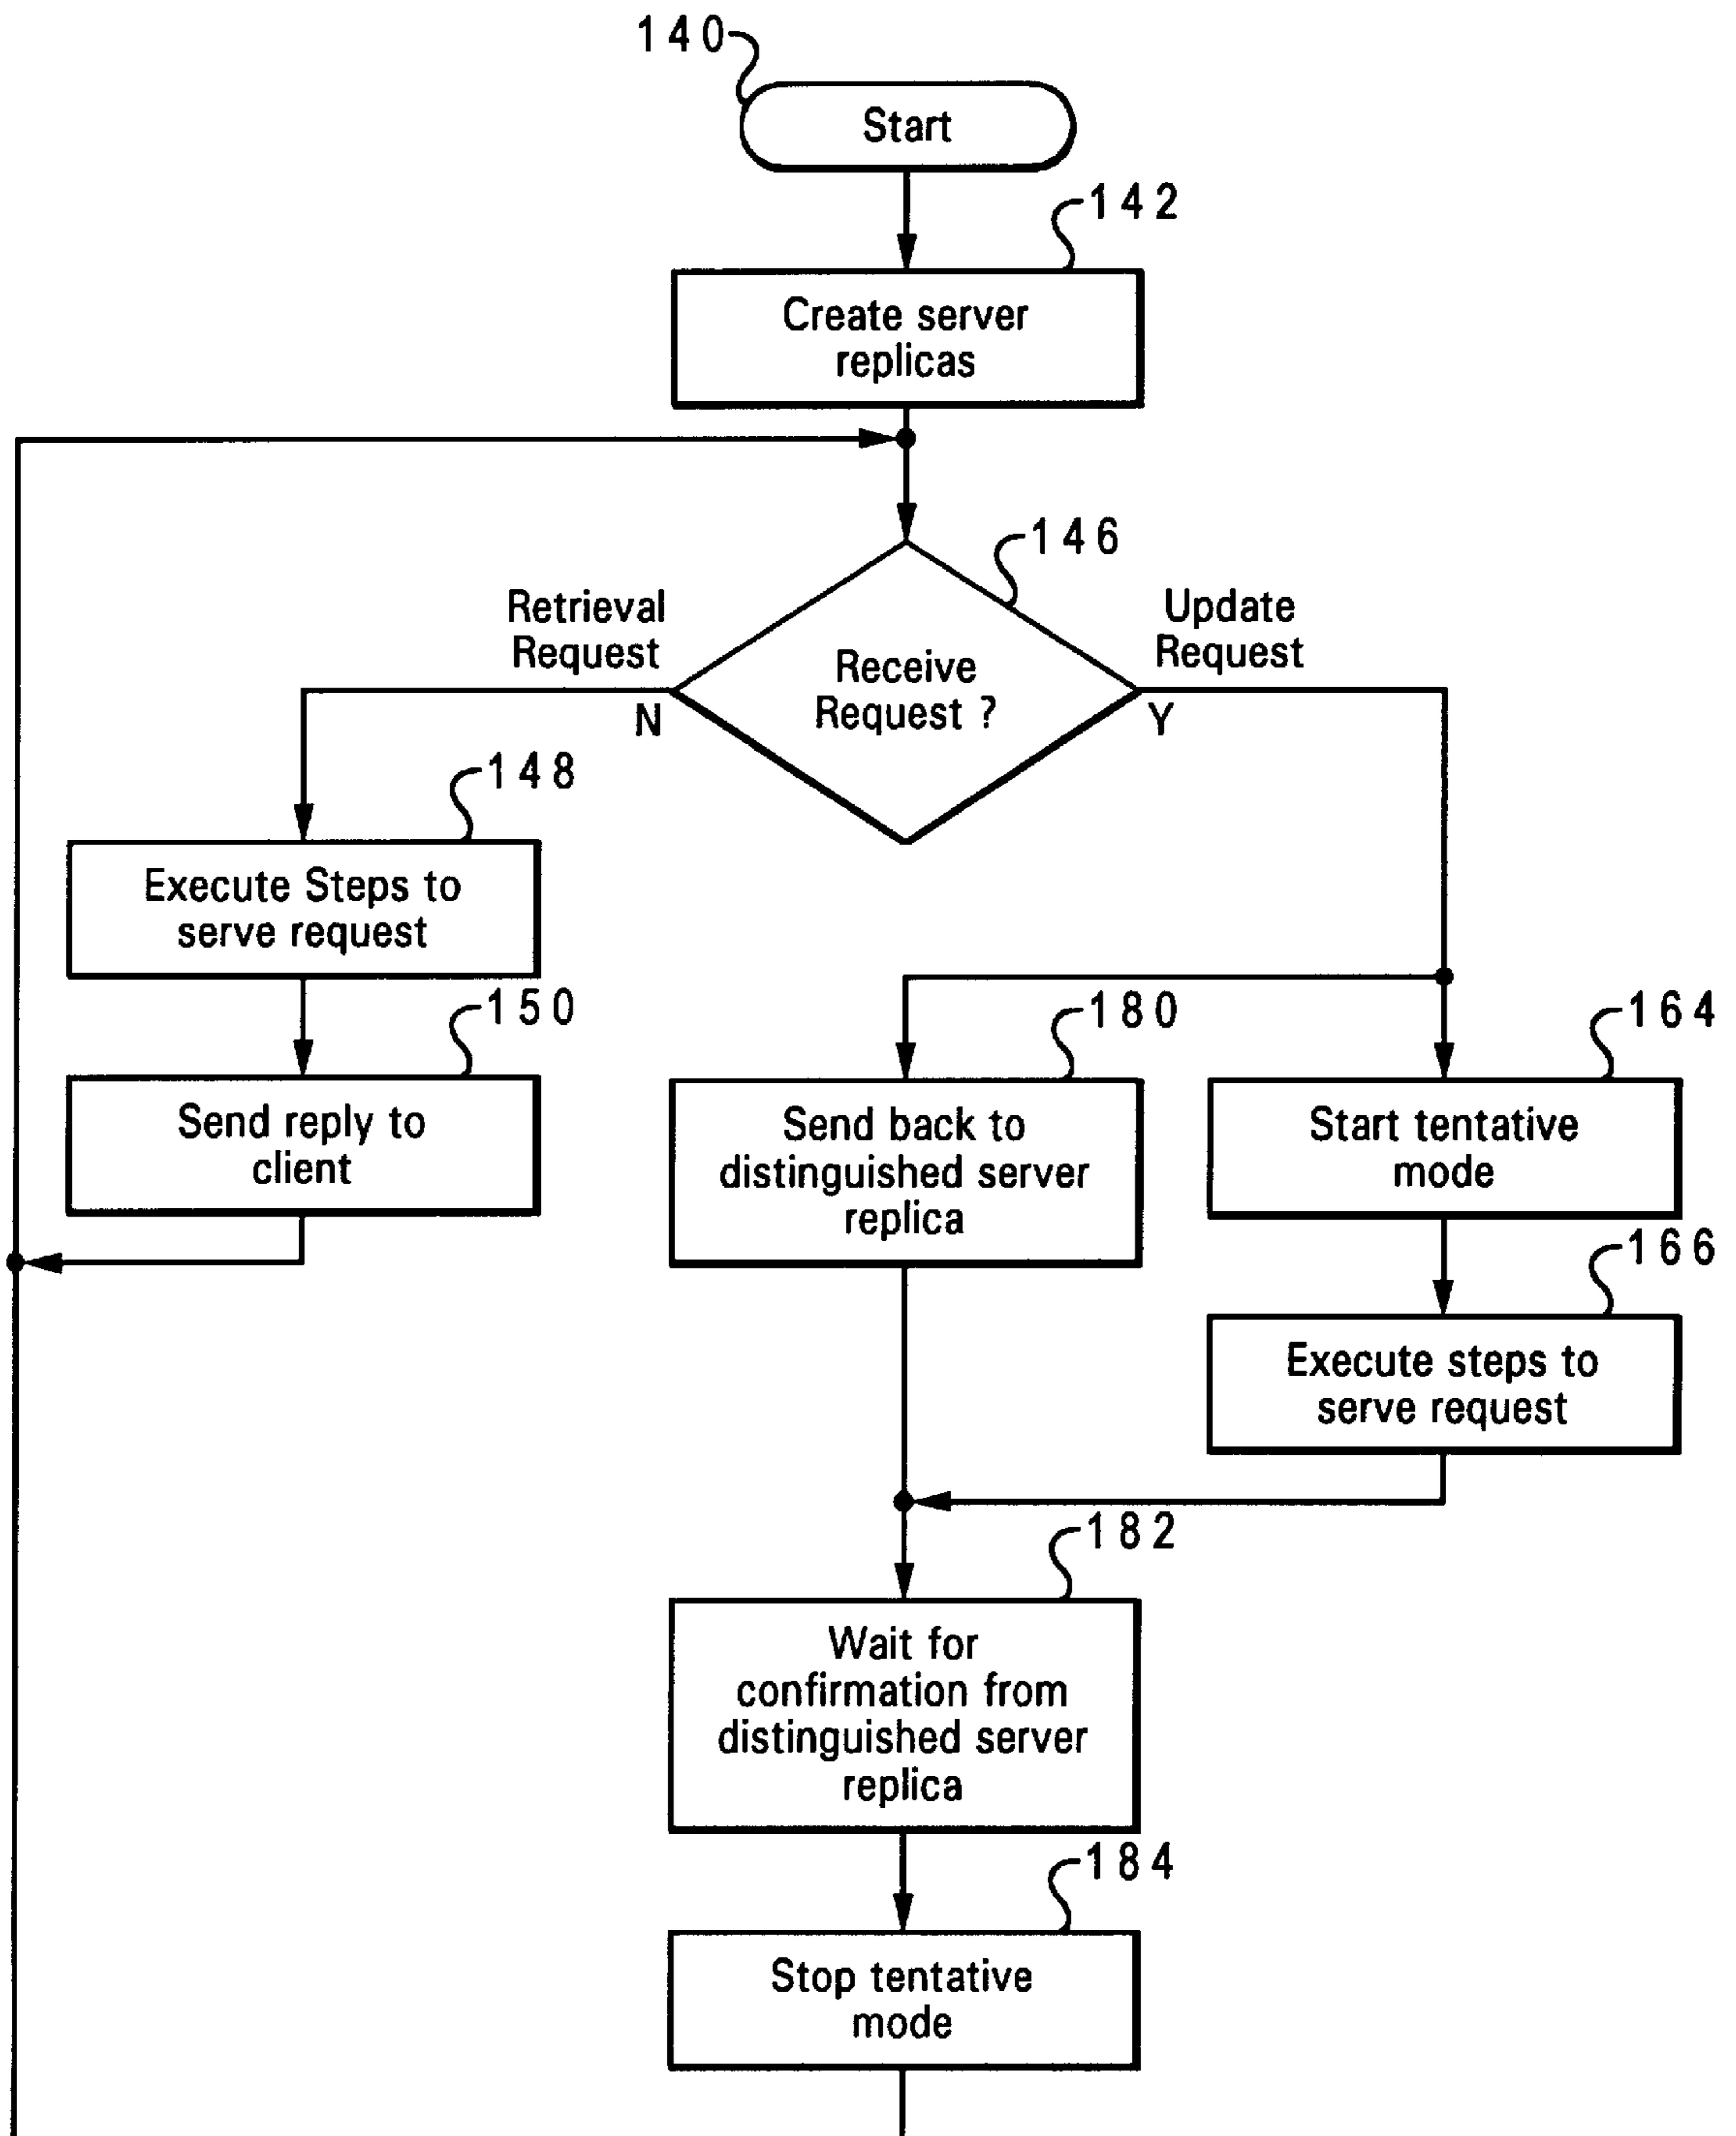 140
Start
142
Create server
replicas
146
Retrieval
Request
Update
Request
Receive
Request ?
N
Y
148
Execute Steps to
serve request
150
Send reply to
client
180
Send back to
distinguished server
replica
164
Start tentative
mode
166
Execute steps to
serve request
182
Wait for
confirmation from
distinguished server
replica
184
Stop tentative
mode